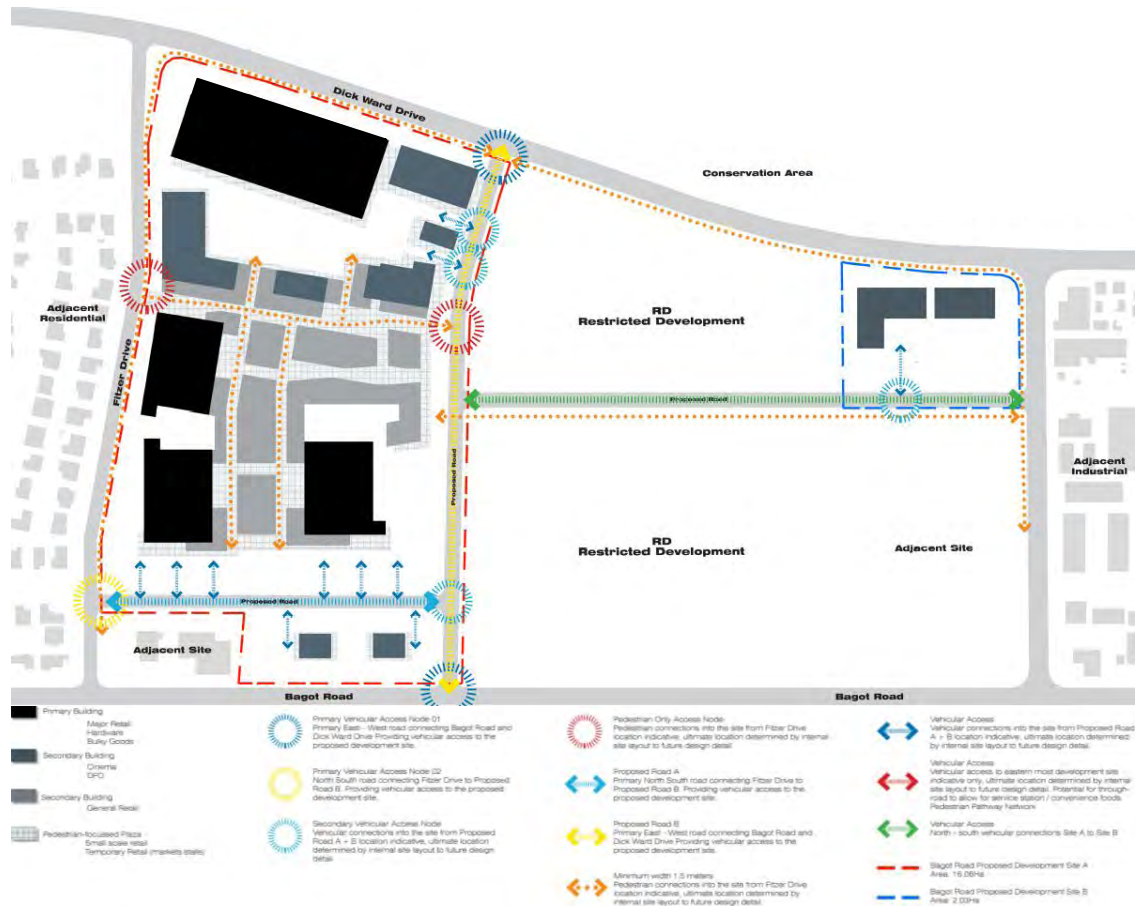 Dick Ward Drive
Conservation Area
Adjacent
Residential
RD
Restricted Development
Fitzer Drive
Proposed Road
Proposed Road
Adjacent
Industrial
RD
Restricted Development
Adjacent Site
Proposed Road
Adjacent Site
Bagot Road
Bagot Road
Primary Building
Major Retail
Hardware
Bulky Goods
Secondary Building
Cinema
DFO
Secondary Building
General Retail
Pedestrian-focussed Plaza
Small scale retail
Temporary Retail (markets stalls)
Primary Vehicular Access Node 01
Primary East - West road connecting Bagot Road and
Dick Ward Drive Providing vehicular access to the
proposed development site.
Primary Vehicular Access Node 02
North South road connecting Fitzer Drive to Proposed
Road B. Providing vehicular access to the proposed
development site.
Secondary Vehicular Access Node
Vehicular connections into the site from Proposed
Road A + B location indicative, ultimate location
determined by internal site layout to future design
detail
Pedestrian Only Access Node
Pedestrian connections into the site from Fitzer Drive
location indicative, ultimate location determined by internal
site layout to future design detail
Proposed Road A
Primary North South road connecting Fitzer Drive to
Proposed Road B. Providing vehicular access to the
proposed development site.
Proposed Road B
Primary East - West road connecting Bagot Road and
Dick Ward Drive Providing vehicular access to the
proposed development site.
Minimum width 1.5 meters
Pedestrian connections into the site from Fitzer Drive
location indicative, ultimate location determined by
internal site layout to future design detail
Vehicular Access
Vehicular connections into the site from Proposed Road
A + B location indicative, ultimate location determined
by internal site layout to future design detail.
Vehicular Access
Vehicular access to eastern most development site
indicative only, ultimate location determined by internal
site layout to future design detail. Potential for through-
road to allow for service station / convenience foods.
Pedestrian Pathway Network
Vehicular Access
North - south vehicular connections Site A to Site B
Bagot Road Proposed Development Site A
Area: 16.06Ha
Bagot Road Proposed Development Site B
Area: 2.03Ha